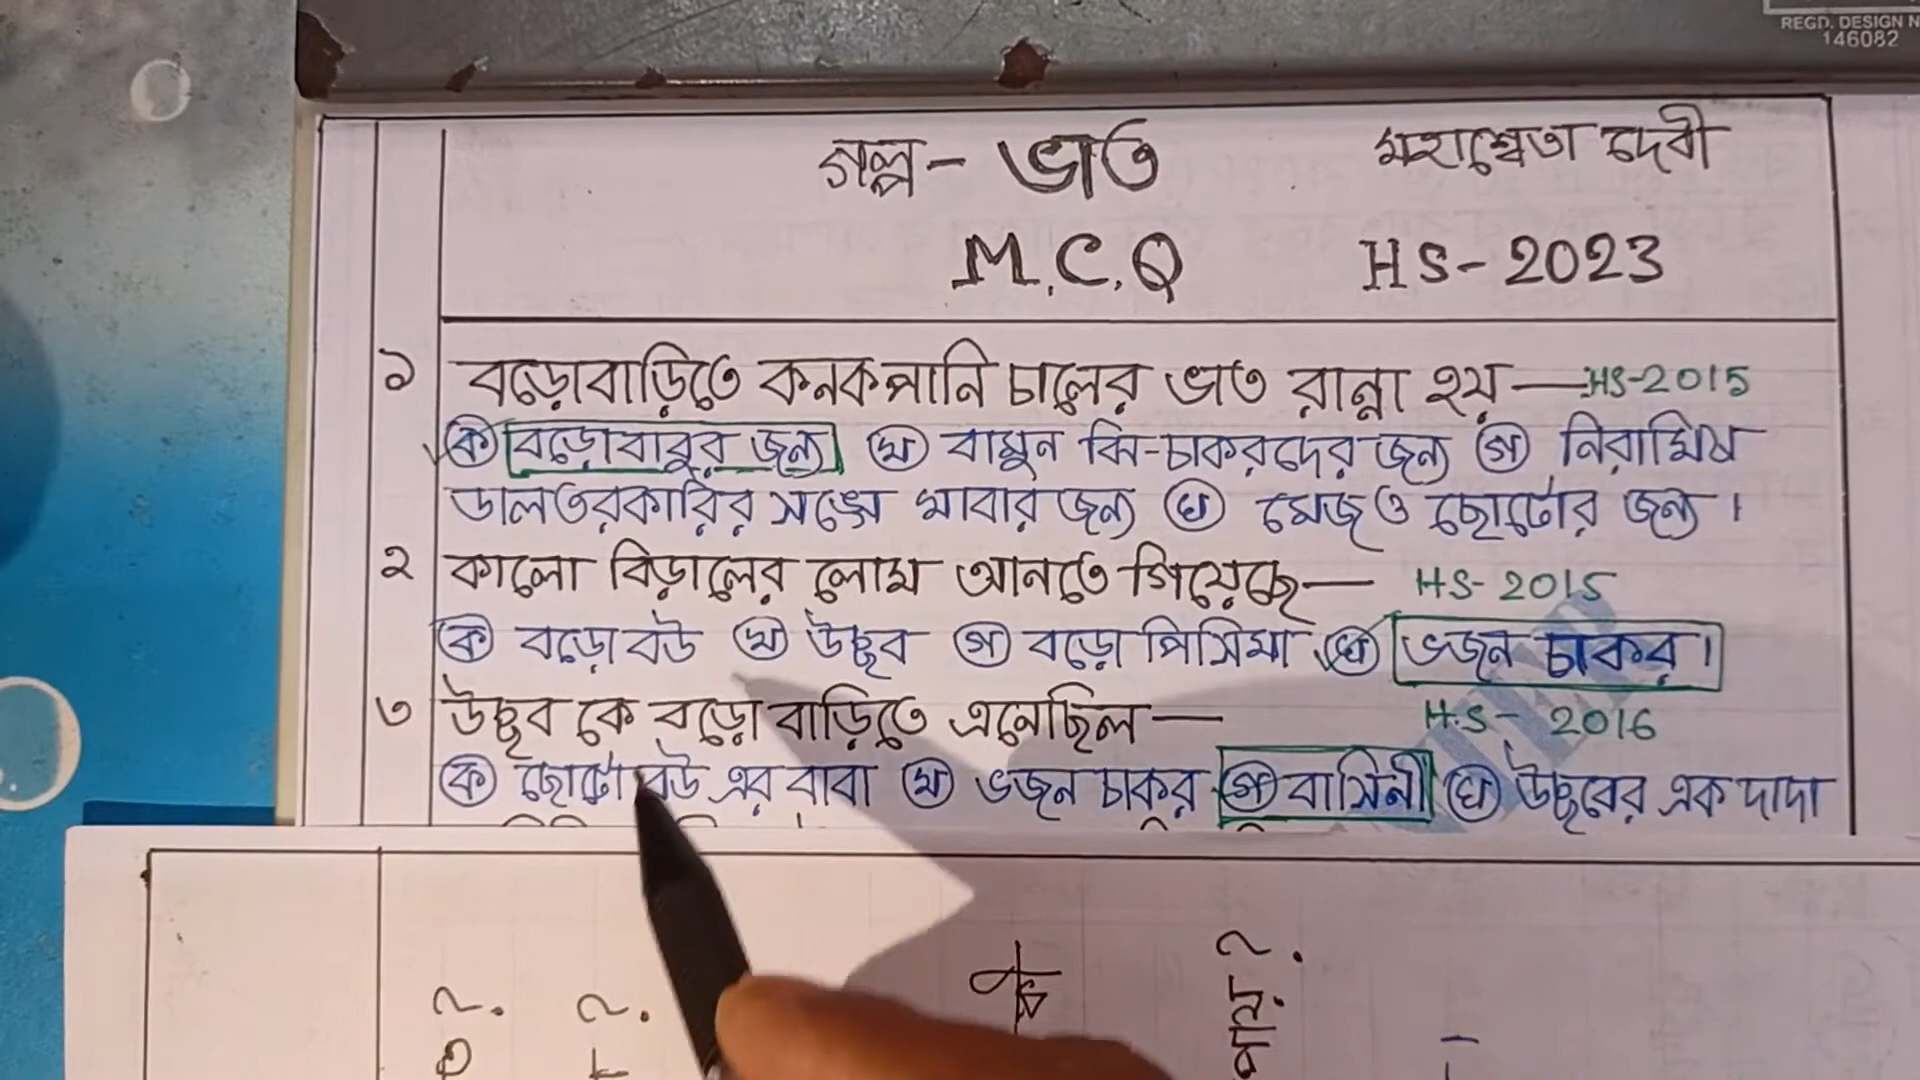 REGD. DESIGN N
146082
গল্প - ভাত মহাশ্বেতা দেবী
M.C.Q HS-2023
১ বড়োবাড়িতে কনকপানি চালের ভাত রান্না হয় — HS-2015
ক বড়োবাবুর জন্য খ বামুন ঝি-চাকরদের জন্য গ নিরামিষ
ডালতরকারির সঙ্গে খাবার জন্য ঘ মেজ ও ছোটোর জন্য।
২ কালো বিড়ালের লোম আনতে গিয়েছে — HS-2015
ক বড়ো বউ খ উচ্ছব গ বড়ো পিসিমা ঘ ভজন চাকর।
৩ উচ্ছব কে বড়ো বাড়িতে এনেছিল — H.S- 2016
ক ছোটো বউ এর বাবা খ ভজন চাকর গ বাসিনী ঘ উচ্ছবের এক দাদা